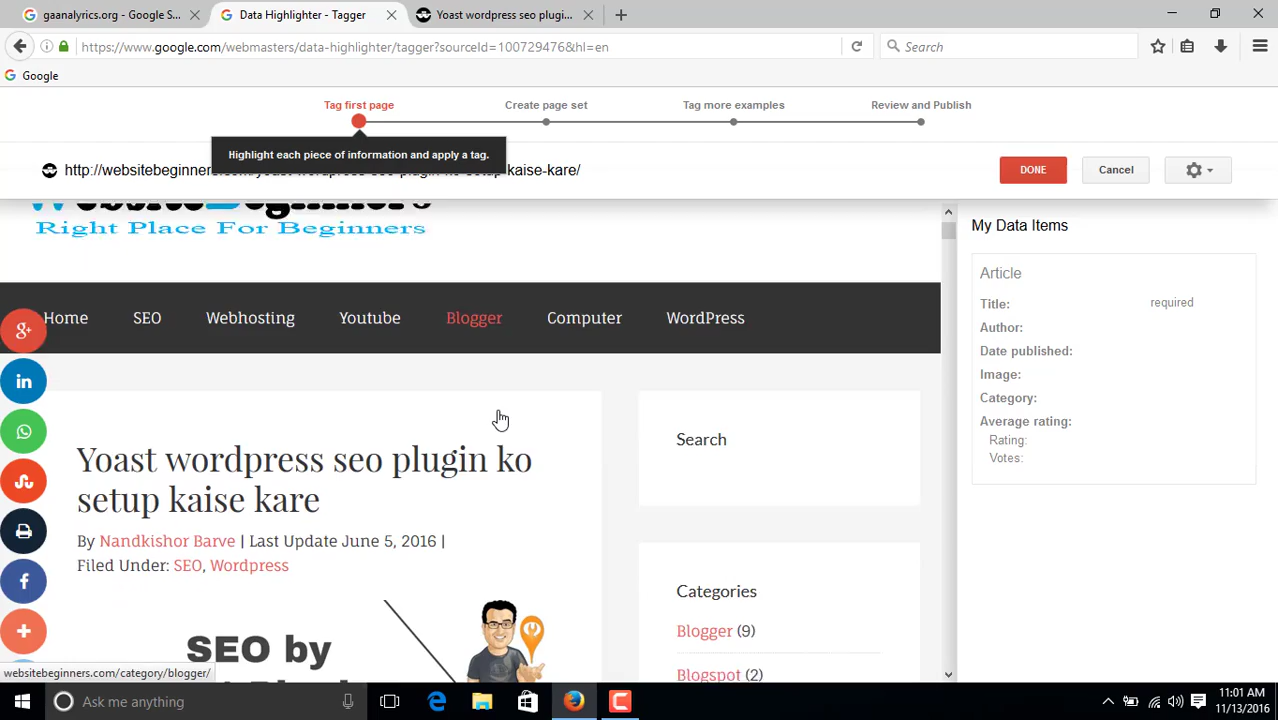 gaanalyrics.org - Google S...
Data Highlighter - Tagger
Yoast wordpress seo plugi...
https://www.google.com/webmasters/data-highlighter/tagger?sourceId=100729476&hl=en
Search
Google
Tag first page
Create page set
Tag more examples
Review and Publish
Highlight each piece of information and apply a tag.
DONE
Cancel
Right Place For Beginners
My Data Items
Article
Title: required
Author:
Date published:
Image:
Category:
Average rating:
Rating:
Votes:
Home
SEO
Webhosting
Youtube
Blogger
Computer
WordPress
Yoast wordpress seo plugin ko
setup kaise kare
By Nandkishor Barve | Last Update June 5, 2016 |
Filed Under: SEO, Wordpress
SEO by
Search
Categories
Blogger (9)
Blogspot (2)
websitebeginners.com/category/blogger/
Ask me anything
11:01 AM
11/13/2016